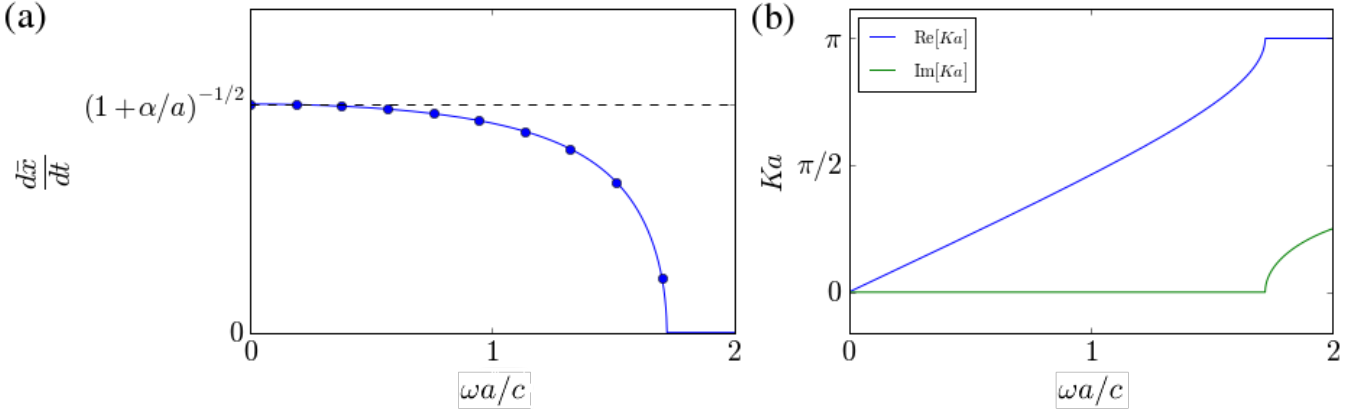 (a)
(1+α/a)^{-1/2}
dx̄/dt
0
0 1 2
ωa/c
(b)
Re[Ka]
Im[Ka]
π
π/2
0
Ka
0 1 2
ωa/c